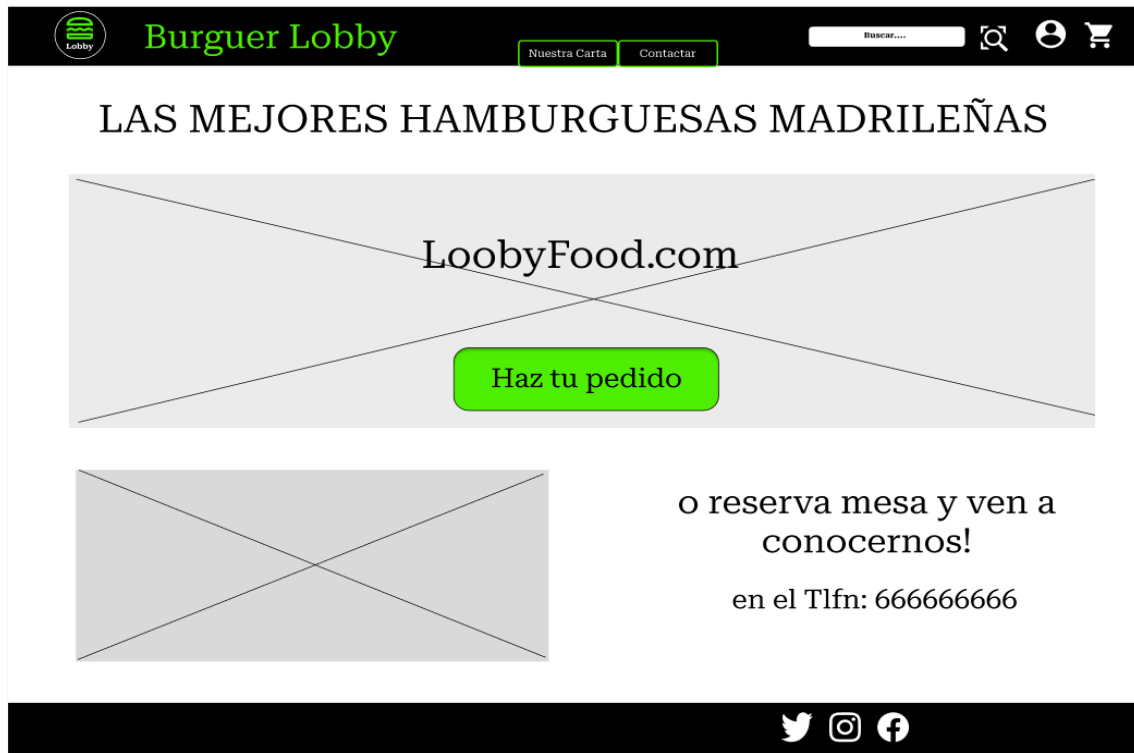 Lobby
Burguer Lobby
Nuestra Carta
Contactar
Buscar....
LAS MEJORES HAMBURGUESAS MADRILEÑAS
LoobyFood.com
Haz tu pedido
o reserva mesa y ven a
conocernos!
en el Tlfn: 666666666